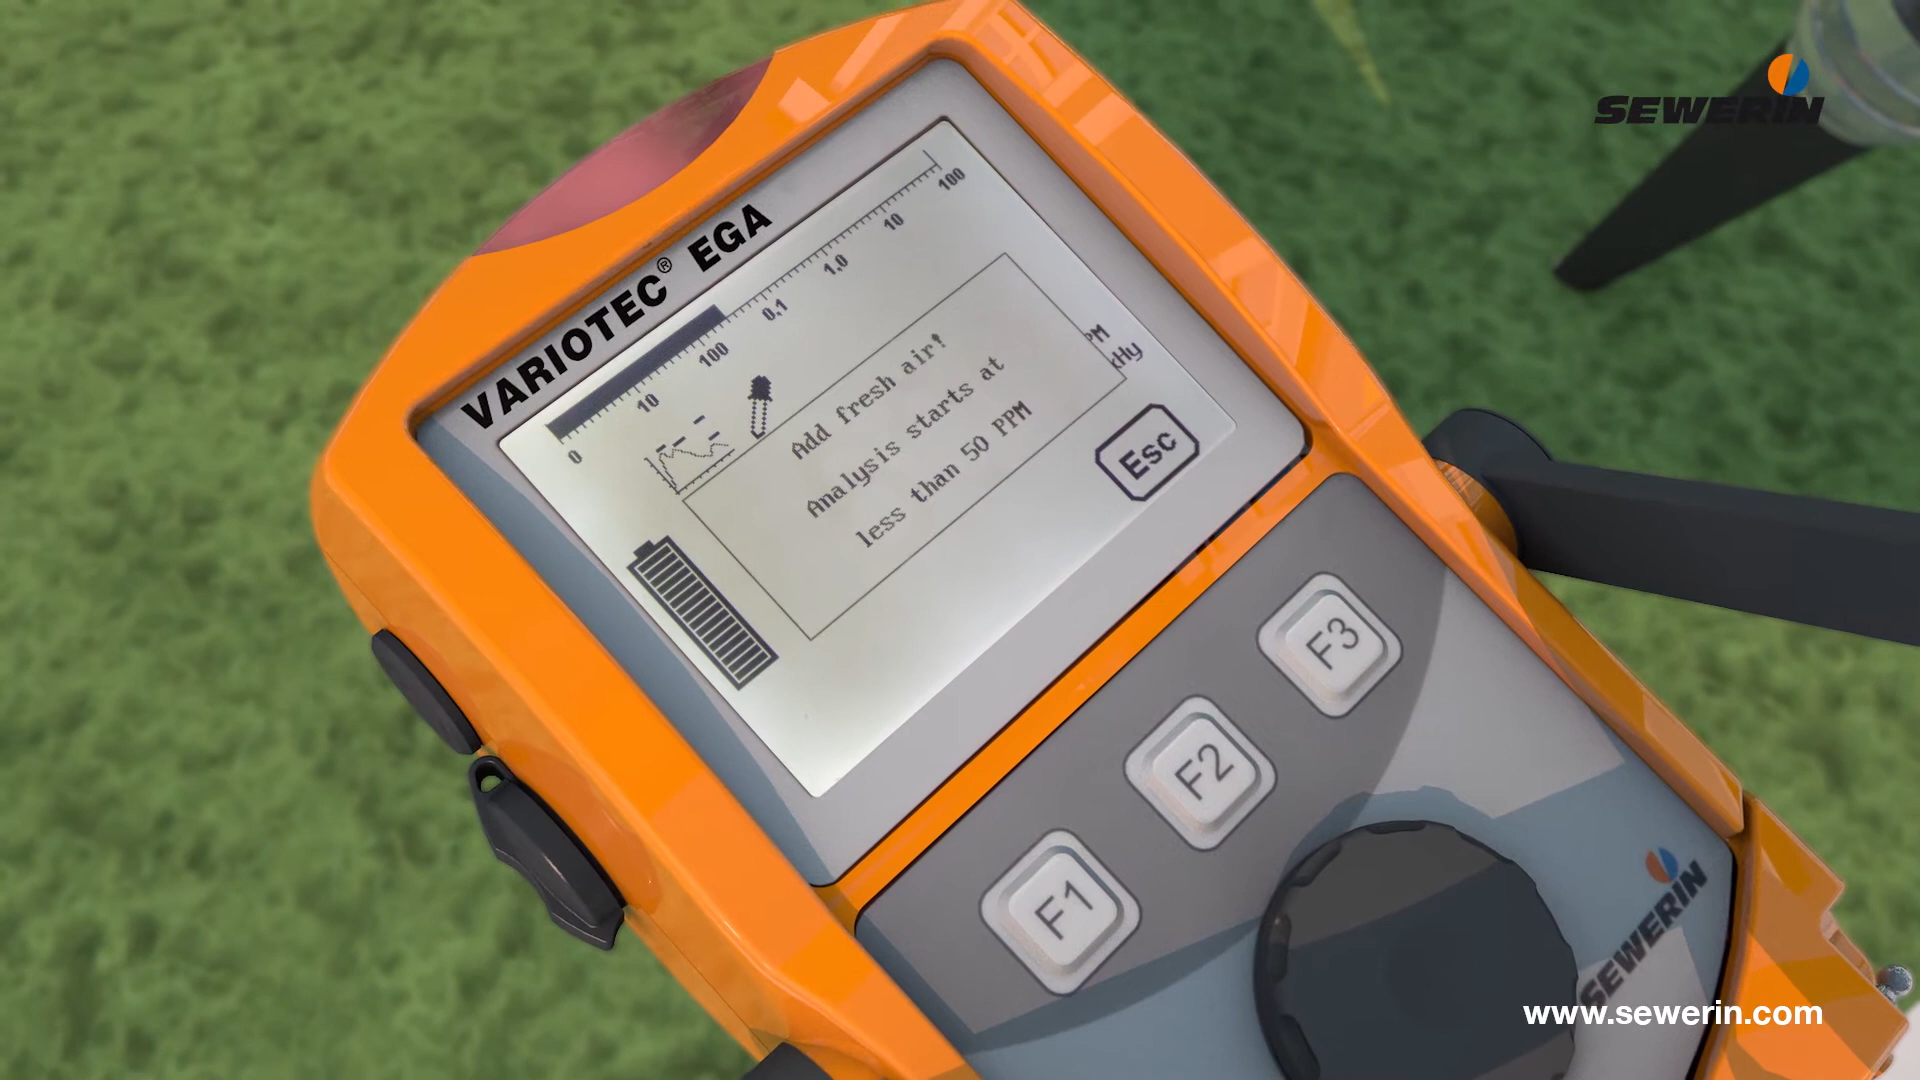 SEWERIN
VARIOTEC® EGA
0 10 100 0,1 1,0 10 100
Add fresh air!
Analysis starts at
less than 50 PPM
Esc
F1
F2
F3
SEWERIN
www.sewerin.com